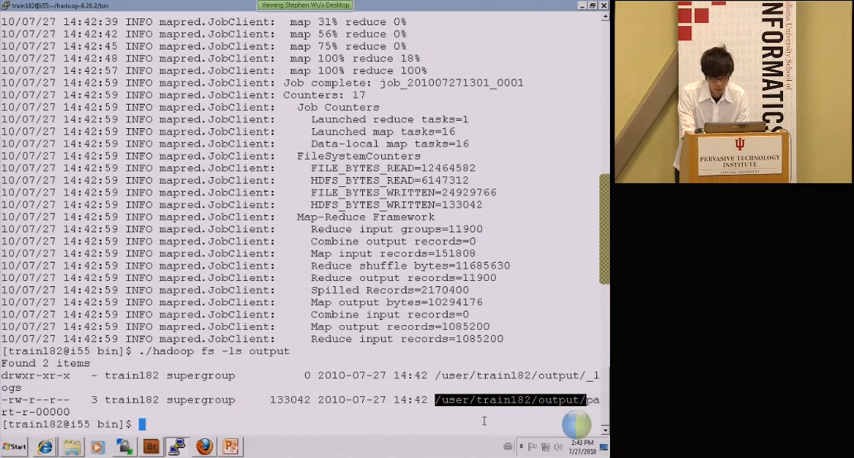 train182@i55:~/hadoop-0.20.2/bin
Viewing Stephen Wu's Desktop
10/07/27 14:42:39 INFO mapred.JobClient:  map 31% reduce 0%
10/07/27 14:42:42 INFO mapred.JobClient:  map 56% reduce 0%
10/07/27 14:42:45 INFO mapred.JobClient:  map 75% reduce 0%
10/07/27 14:42:48 INFO mapred.JobClient:  map 100% reduce 18%
10/07/27 14:42:57 INFO mapred.JobClient:  map 100% reduce 100%
10/07/27 14:42:59 INFO mapred.JobClient: Job complete: job_201007271301_0001
10/07/27 14:42:59 INFO mapred.JobClient: Counters: 17
10/07/27 14:42:59 INFO mapred.JobClient:   Job Counters
10/07/27 14:42:59 INFO mapred.JobClient:     Launched reduce tasks=1
10/07/27 14:42:59 INFO mapred.JobClient:     Launched map tasks=16
10/07/27 14:42:59 INFO mapred.JobClient:     Data-local map tasks=16
10/07/27 14:42:59 INFO mapred.JobClient:   FileSystemCounters
10/07/27 14:42:59 INFO mapred.JobClient:     FILE_BYTES_READ=12464582
10/07/27 14:42:59 INFO mapred.JobClient:     HDFS_BYTES_READ=6147312
10/07/27 14:42:59 INFO mapred.JobClient:     FILE_BYTES_WRITTEN=24929766
10/07/27 14:42:59 INFO mapred.JobClient:     HDFS_BYTES_WRITTEN=133042
10/07/27 14:42:59 INFO mapred.JobClient:   Map-Reduce Framework
10/07/27 14:42:59 INFO mapred.JobClient:     Reduce input groups=11900
10/07/27 14:42:59 INFO mapred.JobClient:     Combine output records=0
10/07/27 14:42:59 INFO mapred.JobClient:     Map input records=151808
10/07/27 14:42:59 INFO mapred.JobClient:     Reduce shuffle bytes=11685630
10/07/27 14:42:59 INFO mapred.JobClient:     Reduce output records=11900
10/07/27 14:42:59 INFO mapred.JobClient:     Spilled Records=2170400
10/07/27 14:42:59 INFO mapred.JobClient:     Map output bytes=10294176
10/07/27 14:42:59 INFO mapred.JobClient:     Combine input records=0
10/07/27 14:42:59 INFO mapred.JobClient:     Map output records=1085200
10/07/27 14:42:59 INFO mapred.JobClient:     Reduce input records=1085200
[train182@i55 bin]$ ./hadoop fs -ls output
Found 2 items
drwxr-xr-x   - train182 supergroup          0 2010-07-27 14:42 /user/train182/output/_l
ogs
-rw-r--r--   3 train182 supergroup     133042 2010-07-27 14:42 /user/train182/output/pa
rt-r-00000
[train182@i55 bin]$
Start
Br
2:43 PM
7/27/2010
diana University School of
INFORMATICS
PERVASIVE TECHNOLOGY
INSTITUTE